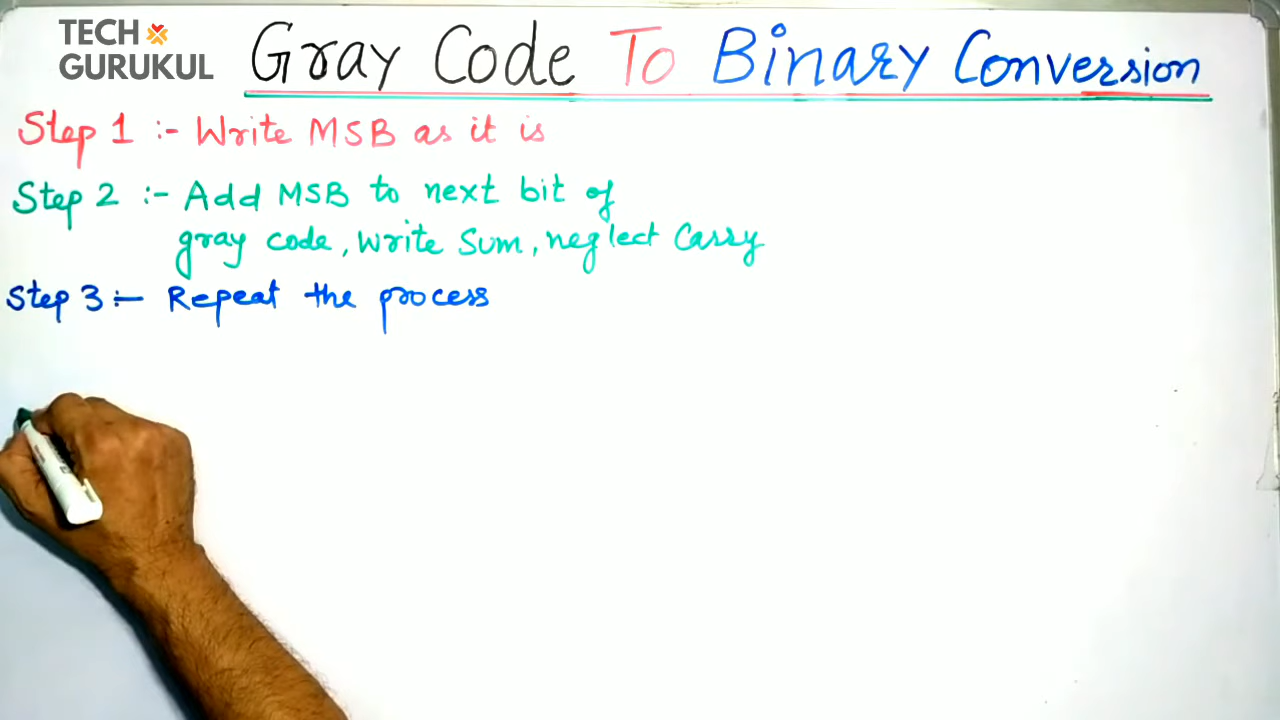 TECH
GURUKUL
Gray Code To Binary Conversion
Step 1 :- Write MSB as it is
Step 2 :- Add MSB to next bit of
gray code, write Sum, neglect Carry
Step 3 :- Repeat the process